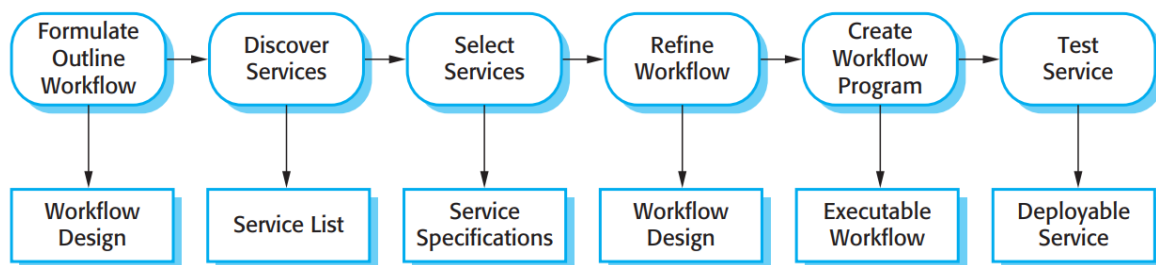 Formulate
Outline
Workflow
Discover
Services
Select
Services
Refine
Workflow
Create
Workflow
Program
Test
Service
Workflow
Design
Service List
Service
Specifications
Workflow
Design
Executable
Workflow
Deployable
Service